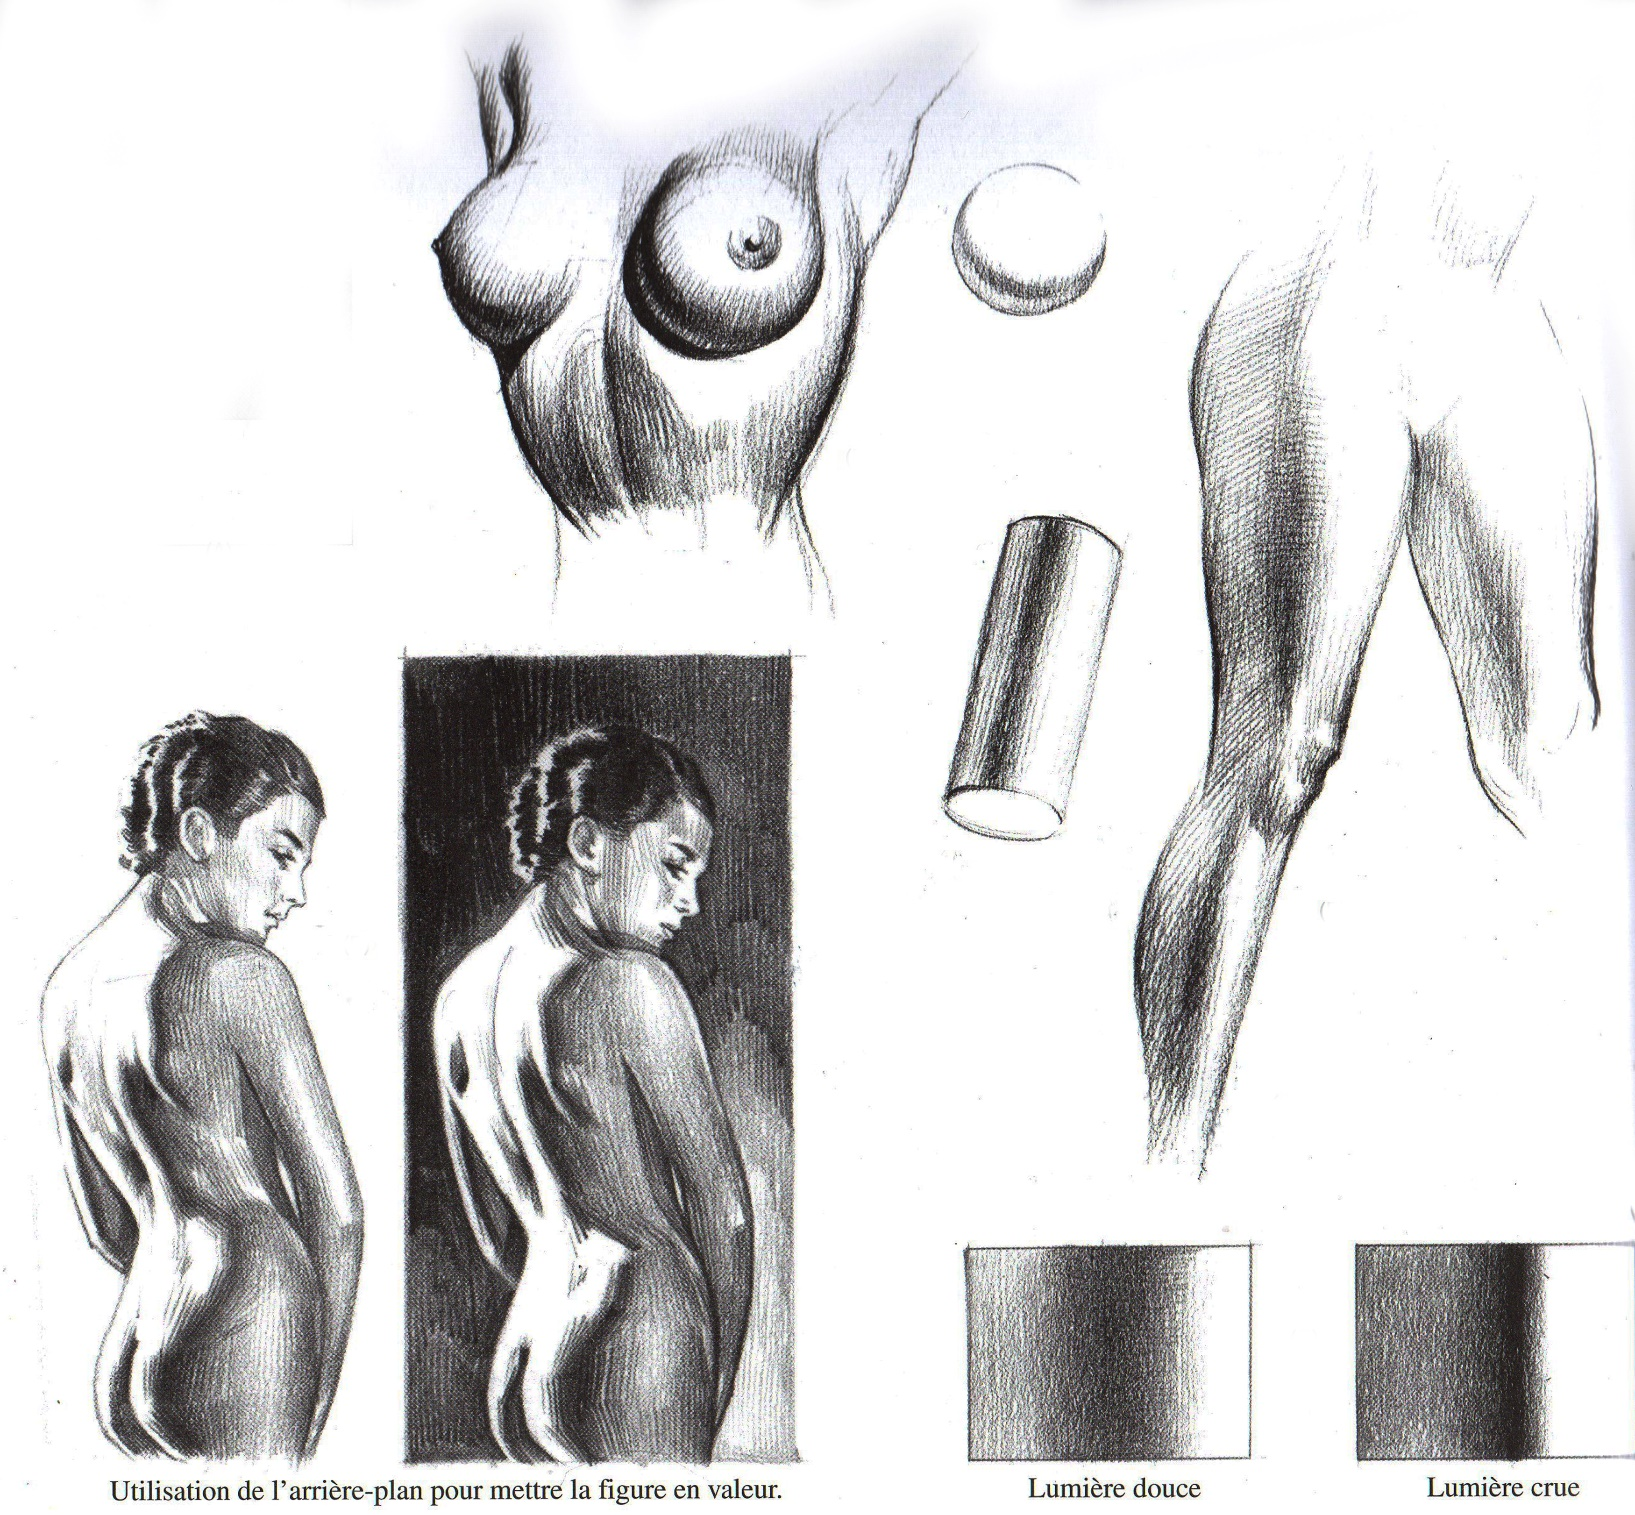 Utilisation de l'arrière-plan pour mettre la figure en valeur.
Lumière douce
Lumière crue